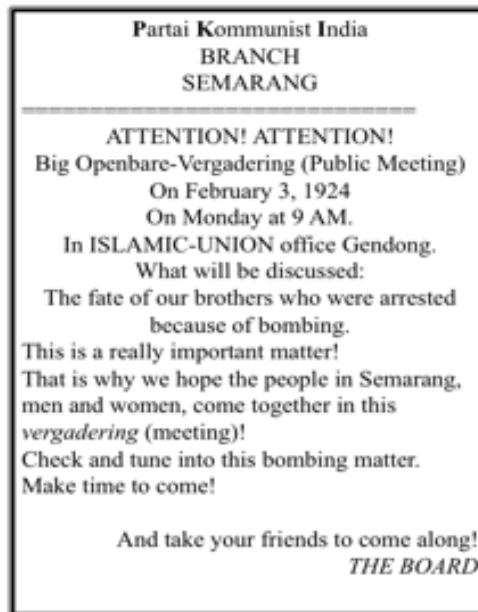 Partai Kommunist India
BRANCH
SEMARANG
==============================
ATTENTION! ATTENTION!
Big Openbare-Vergadering (Public Meeting)
On February 3, 1924
On Monday at 9 AM.
In ISLAMIC-UNION office Gendong.
What will be discussed:
The fate of our brothers who were arrested
because of bombing.
This is a really important matter!
That is why we hope the people in Semarang,
men and women, come together in this
vergadering (meeting)!
Check and tune into this bombing matter.
Make time to come!
And take your friends to come along!
THE BOARD